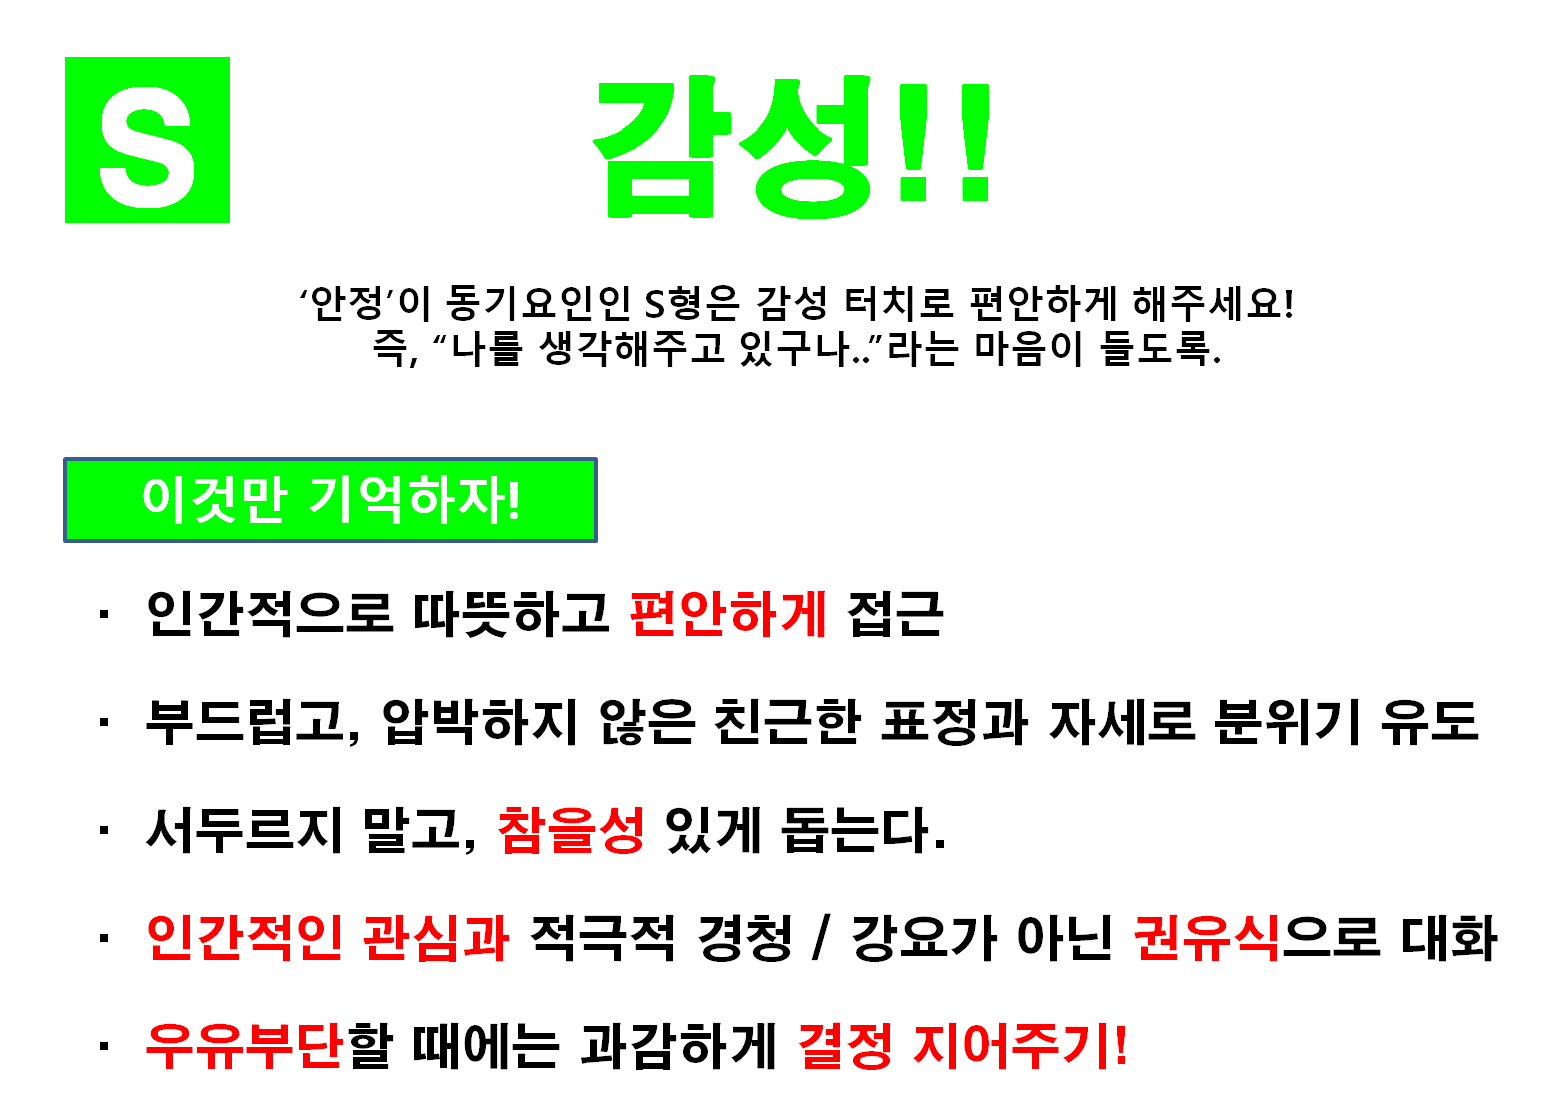 S
감성!!
‘안정’이 동기요인인 S형은 감성 터치로 편안하게 해주세요!
즉, “나를 생각해주고 있구나..”라는 마음이 들도록.
이것만 기억하자!
· 인간적으로 따뜻하고 편안하게 접근
· 부드럽고, 압박하지 않은 친근한 표정과 자세로 분위기 유도
· 서두르지 말고, 참을성 있게 돕는다.
· 인간적인 관심과 적극적 경청 / 강요가 아닌 권유식으로 대화
· 우유부단할 때에는 과감하게 결정 지어주기!